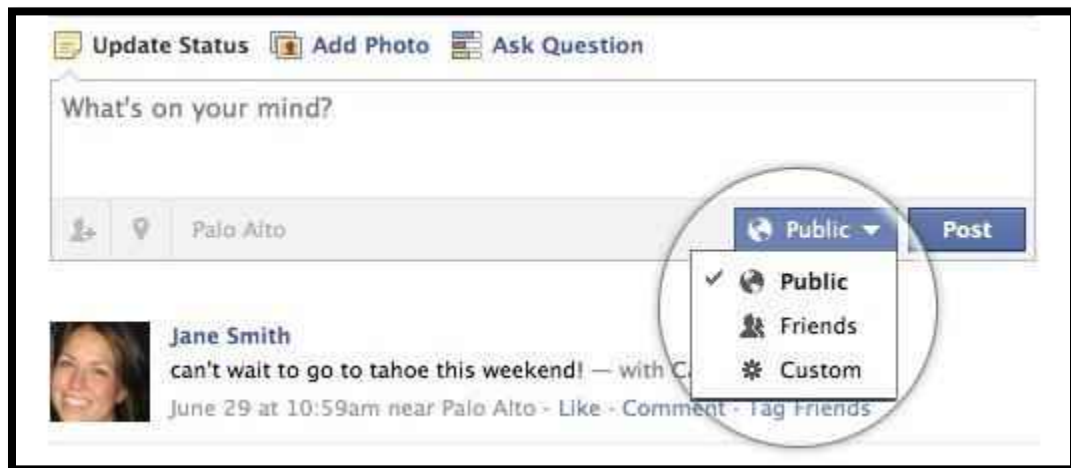 Update Status Add Photo Ask Question
What's on your mind?
Palo Alto Public Post
Public
Friends
Custom
Jane Smith
can't wait to go to tahoe this weekend! — with
June 29 at 10:59am near Palo Alto · Like · Comment · Tag Friends